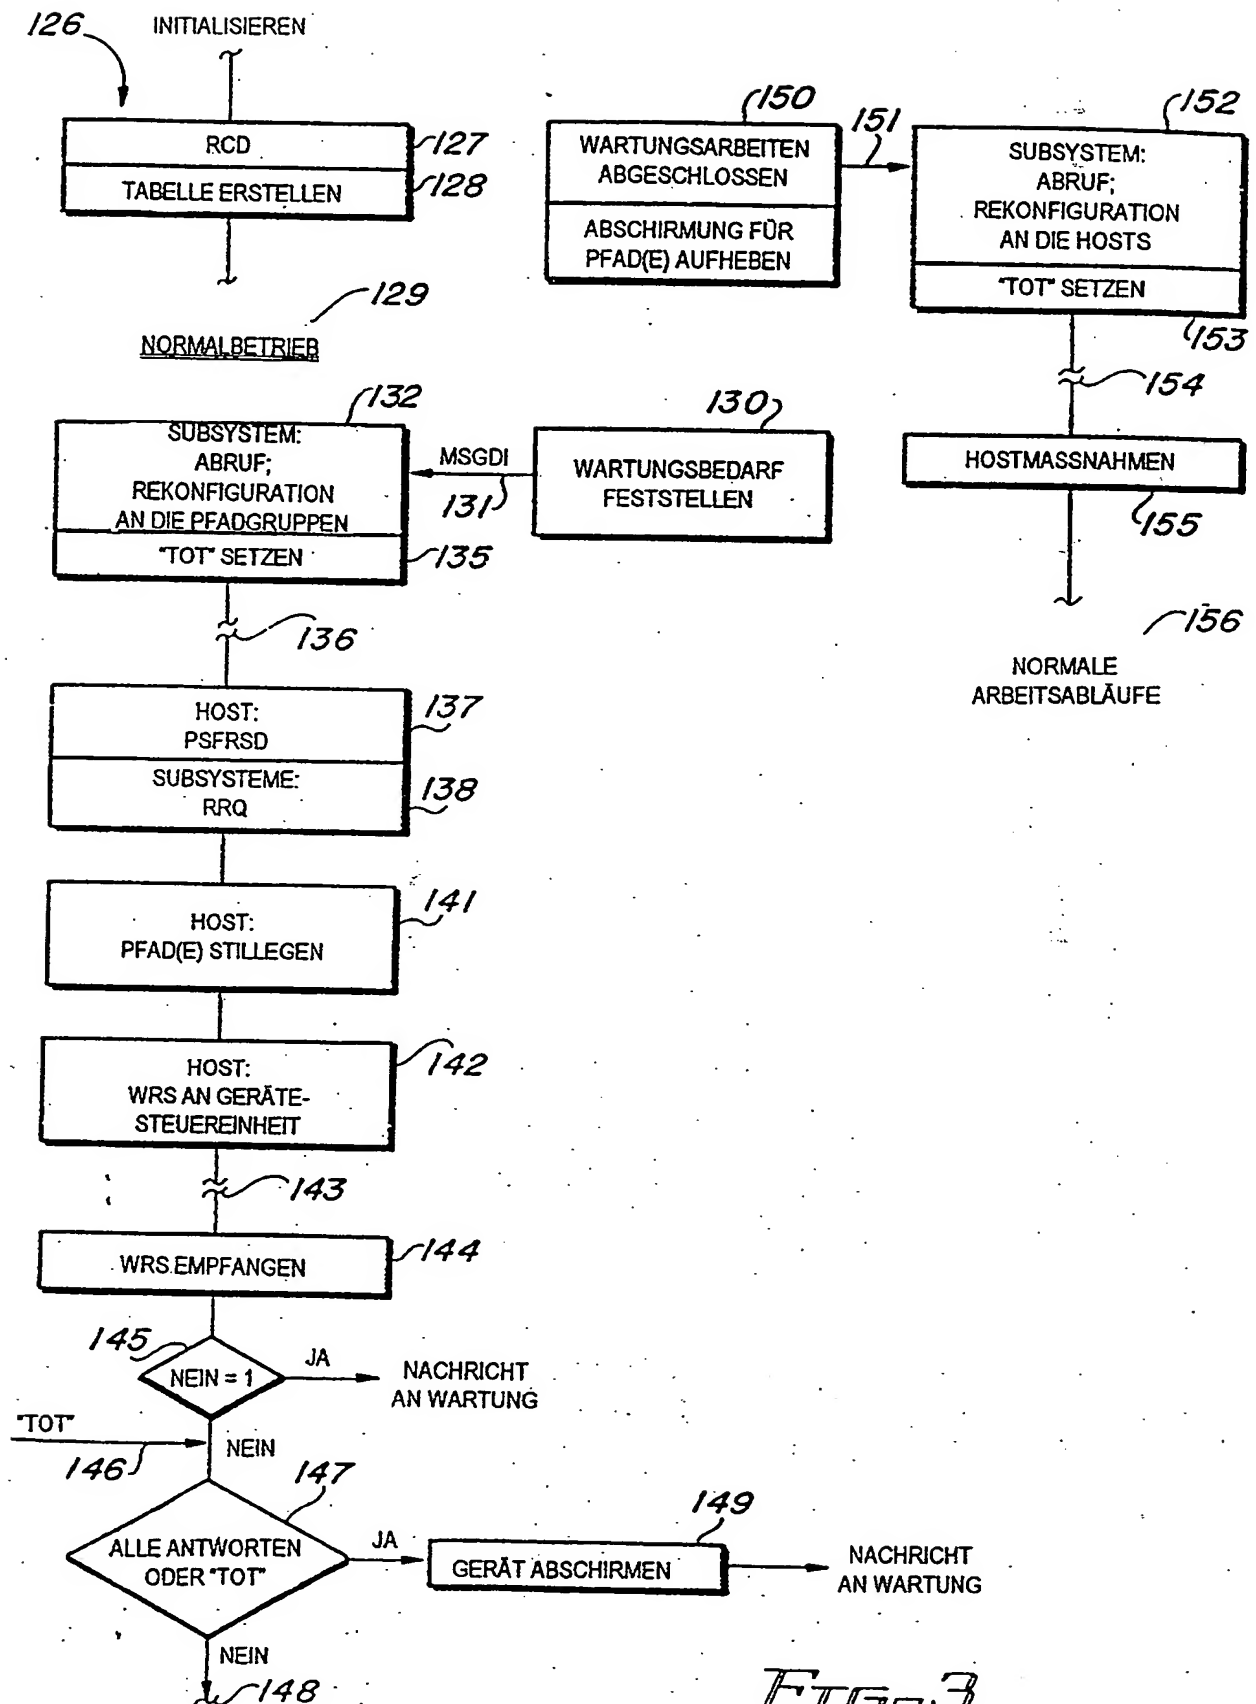 126
INITIALISIEREN
RCD
127
TABELLE ERSTELLEN
128
129
NORMALBETRIEB
150
WARTUNGSARBEITEN
ABGESCHLOSSEN
ABSCHIRMUNG FÜR
PFAD(E) AUFHEBEN
151
152
SUBSYSTEM:
ABRUF;
REKONFIGURATION
AN DIE HOSTS
"TOT" SETZEN
153
154
HOSTMASSNAHMEN
155
156
NORMALE
ARBEITSABLÄUFE
132
SUBSYSTEM:
ABRUF;
REKONFIGURATION
AN DIE PFADGRUPPEN
"TOT" SETZEN
135
MSGDI
131
130
WARTUNGSBEDARF
FESTSTELLEN
136
HOST:
PSFRSD
137
SUBSYSTEME:
RRQ
138
HOST:
PFAD(E) STILLEGEN
141
HOST:
WRS AN GERÄTE-
STEUEREINHEIT
142
143
WRS EMPFANGEN
144
145
NEIN = 1
JA
NACHRICHT
AN WARTUNG
"TOT"
146
NEIN
147
ALLE ANTWORTEN
ODER "TOT"
JA
149
GERÄT ABSCHIRMEN
NACHRICHT
AN WARTUNG
NEIN
148
FIG. 3